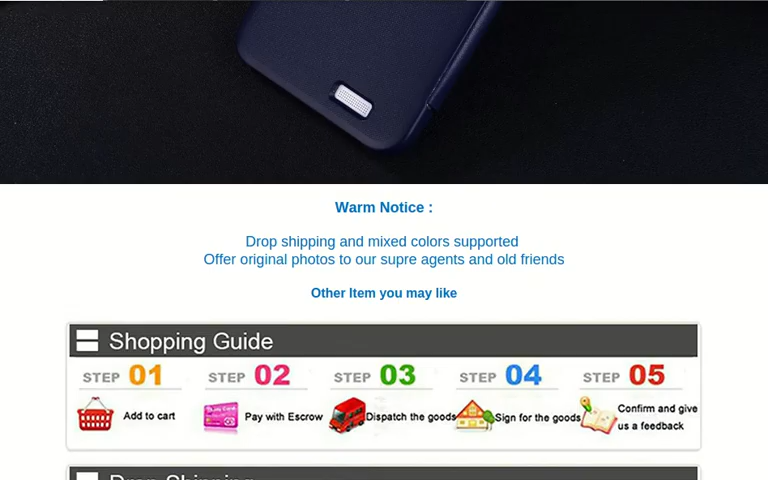 Warm Notice :
Drop shipping and mixed colors supported
Offer original photos to our supre agents and old friends
Other Item you may like
Shopping Guide
STEP 01
STEP 02
STEP 03
STEP 04
STEP 05
Add to cart
Pay with Escrow
Dispatch the goods
Sign for the goods
Confirm and give
us a feedback
Drop Shipping